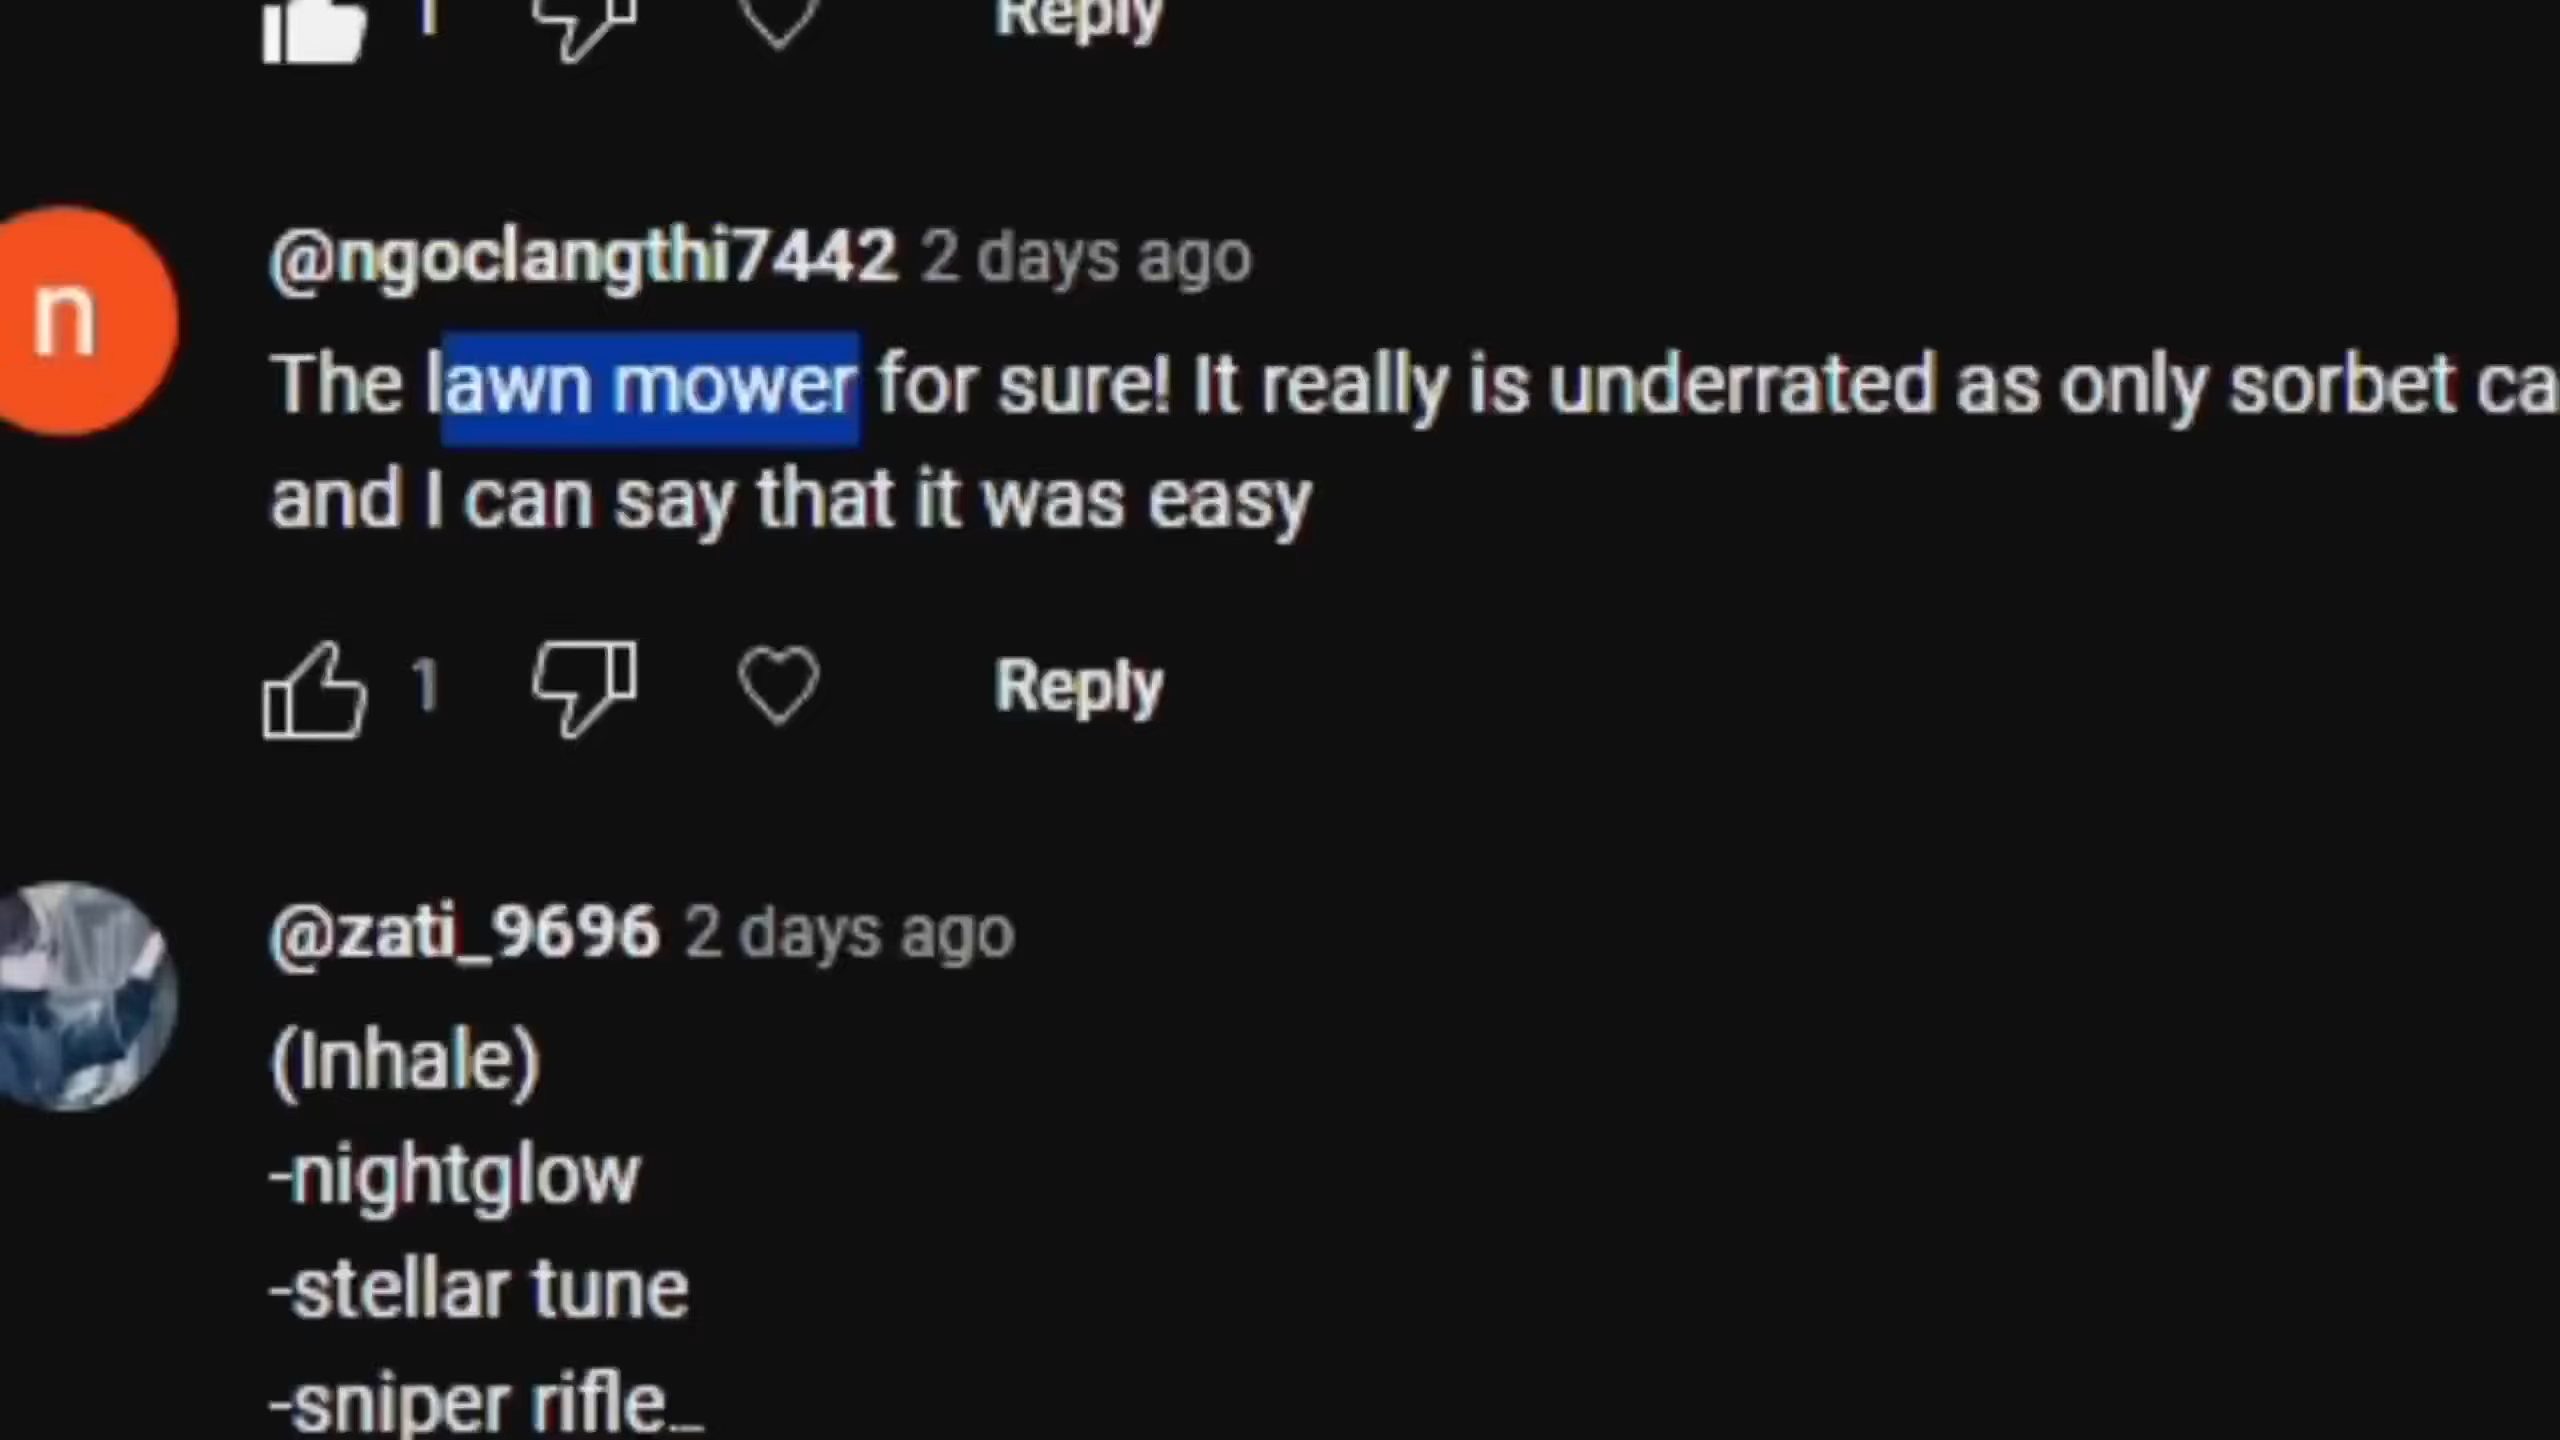 1 Reply
n
@ngoclangthi7442 2 days ago
The lawn mower for sure! It really is underrated as only sorbet ca
and I can say that it was easy
1 Reply
@zati_9696 2 days ago
(Inhale)
-nightglow
-stellar tune
-sniper rifle...